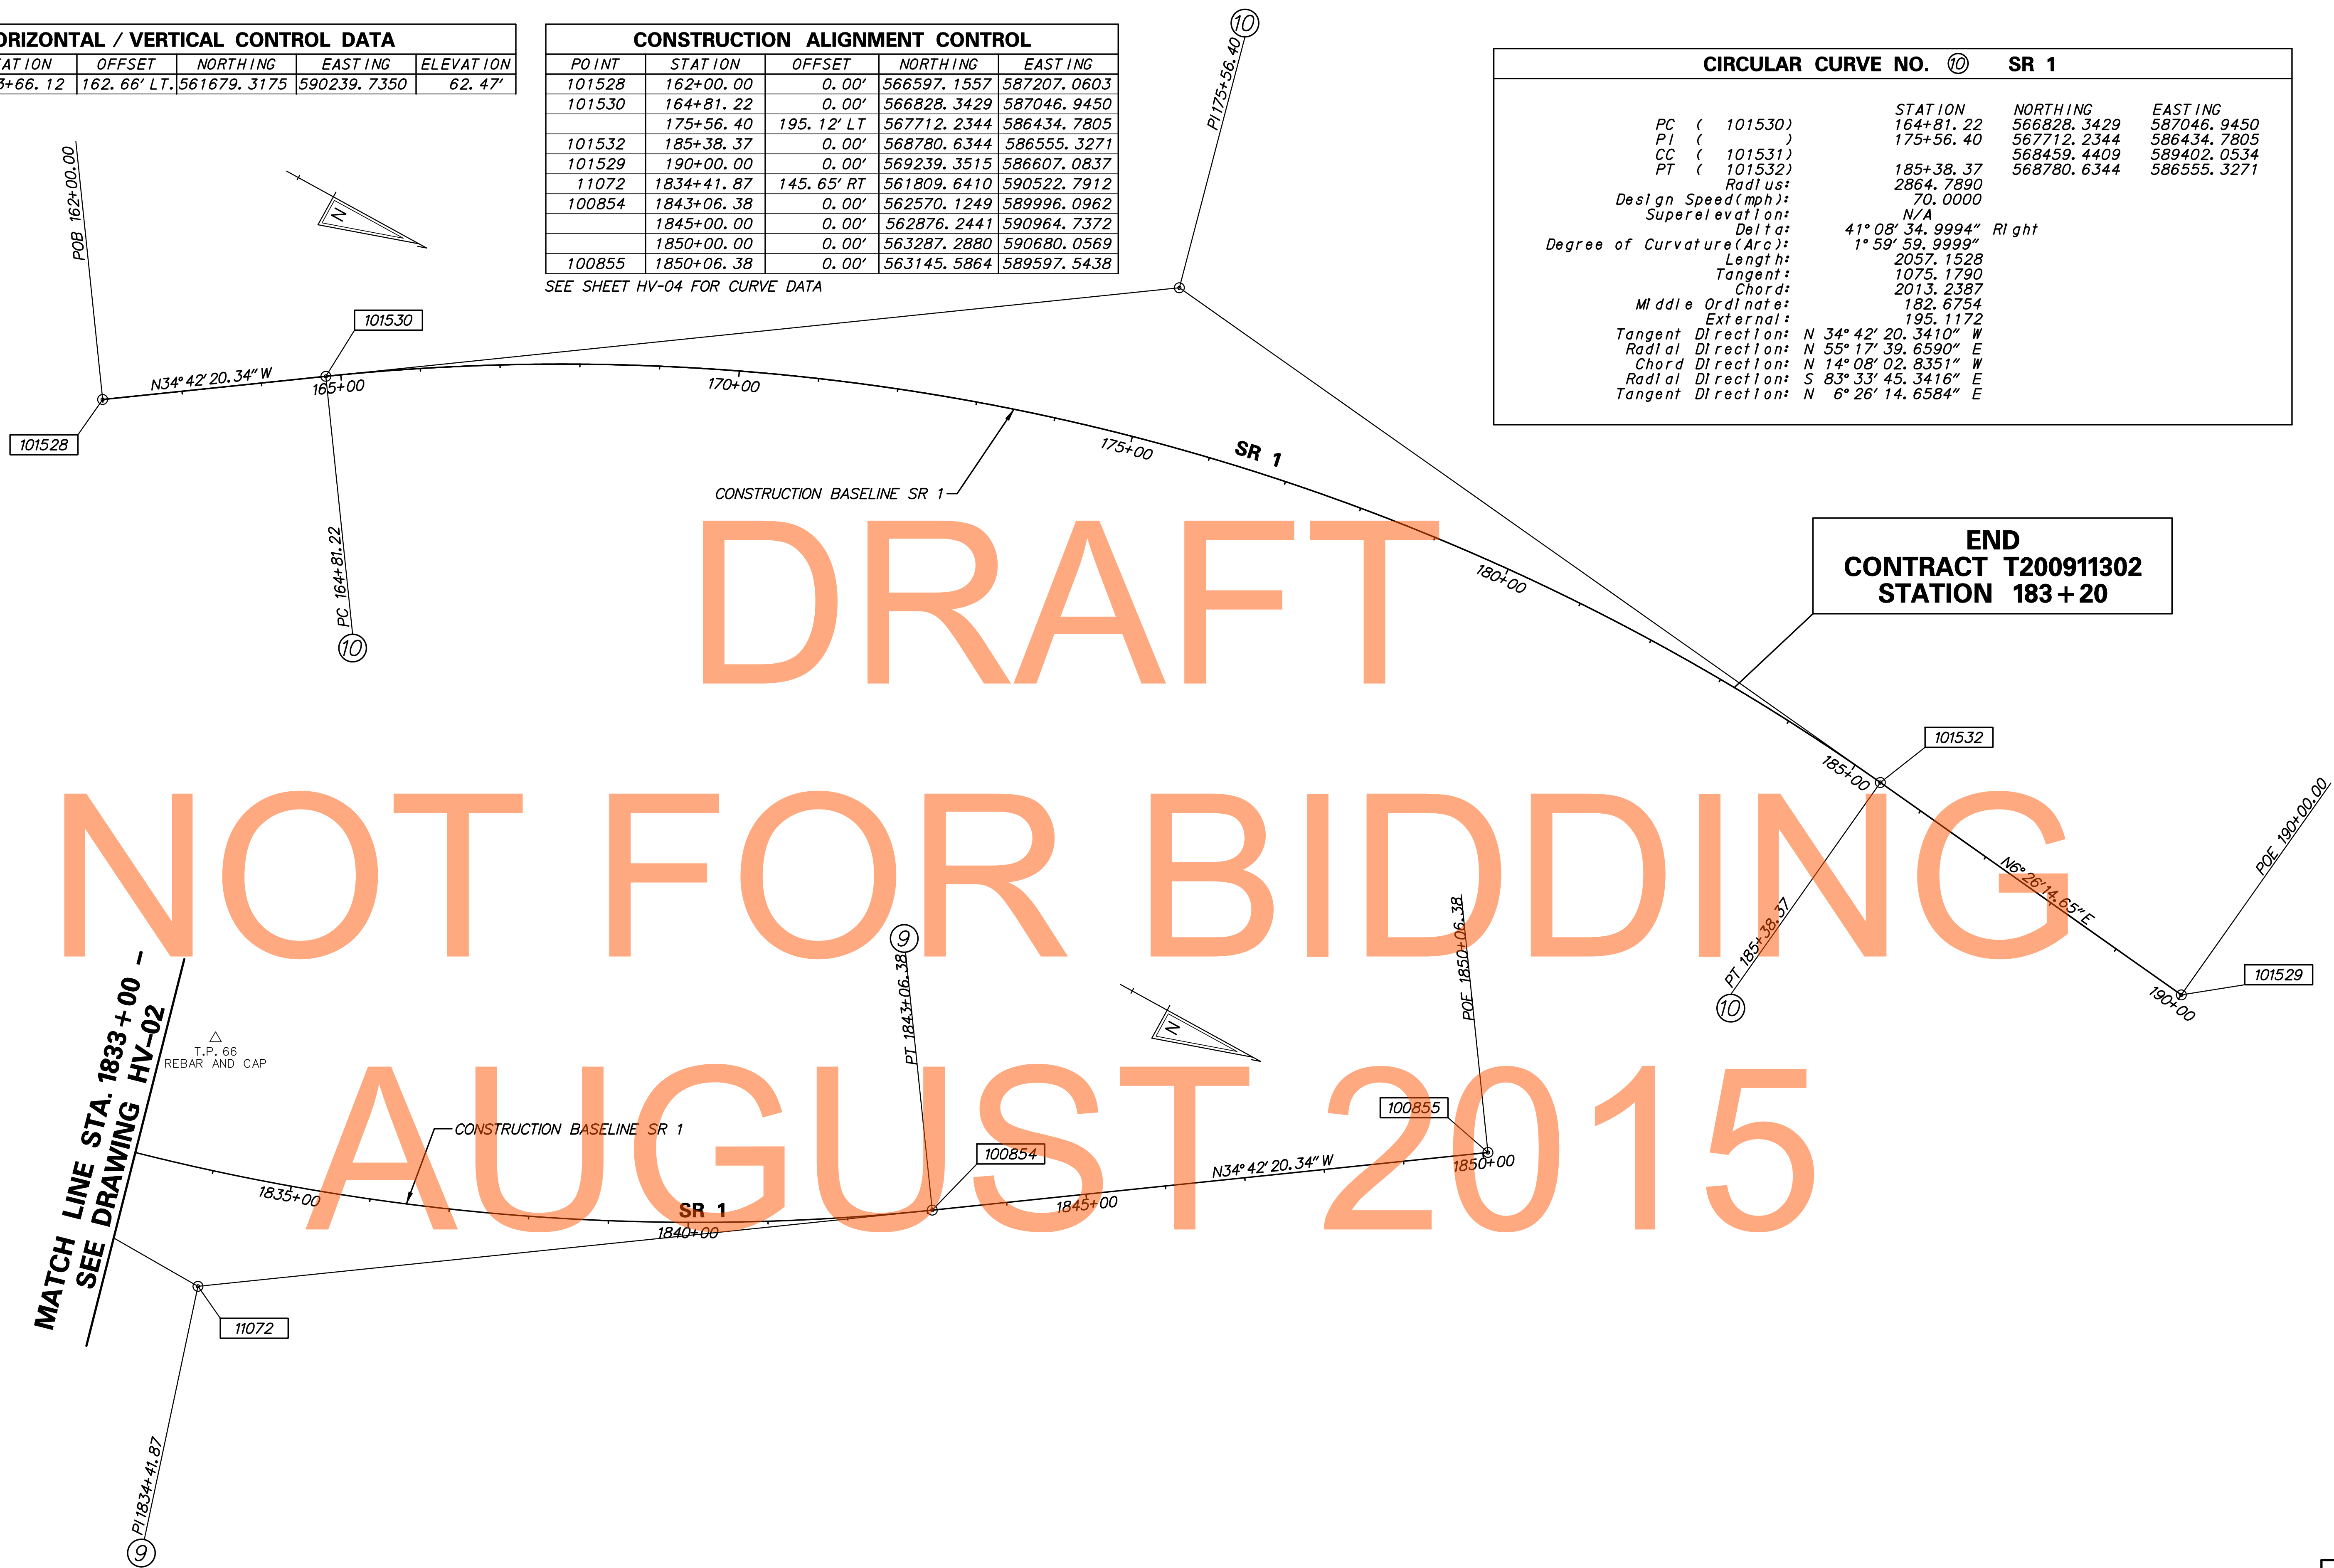 ORIZONTAL / VERTICAL CONTROL DATA
ATION OFFSET NORTHING EASTING ELEVATION
3+66.12 162.66' LT. 561679.3175 590239.7350 62.47'
CONSTRUCTION ALIGNMENT CONTROL
POINT STATION OFFSET NORTHING EASTING
101528 162+00.00 0.00' 566597.1557 587207.0603
101530 164+81.22 0.00' 566828.3429 587046.9450
175+56.40 195.12' LT 567712.2344 586434.7805
101532 185+38.37 0.00' 568780.6344 586555.3271
101529 190+00.00 0.00' 569239.3515 586607.0837
11072 1834+41.87 145.65' RT 561809.6410 590522.7912
100854 1843+06.38 0.00' 562570.1249 589996.0962
1845+00.00 0.00' 562876.2441 590964.7372
1850+00.00 0.00' 563287.2880 590680.0569
100855 1850+06.38 0.00' 563145.5864 589597.5438
SEE SHEET HV-04 FOR CURVE DATA
CIRCULAR CURVE NO. 10 SR 1
STATION NORTHING EASTING
PC ( 101530) 164+81.22 566828.3429 587046.9450
PI ( ) 175+56.40 567712.2344 586434.7805
CC ( 101531) 568459.4409 589402.0534
PT ( 101532) 185+38.37 568780.6344 586555.3271
Radius: 2864.7890
Design Speed(mph): 70.0000
Superelevation: N/A
Delta: 41° 08' 34.9994" Right
Degree of Curvature(Arc): 1° 59' 59.9999"
Length: 2057.1528
Tangent: 1075.1790
Chord: 2013.2387
Middle Ordinate: 182.6754
External: 195.1172
Tangent Direction: N 34° 42' 20.3410" W
Radial Direction: N 55° 17' 39.6590" E
Chord Direction: N 14° 08' 02.8351" W
Radial Direction: S 83° 33' 45.3416" E
Tangent Direction: N 6° 26' 14.6584" E
10
PI 175+56.40
POB 162+00.00
N
101530
N34° 42' 20.34" W
165+00
170+00
101528
175+00
SR 1
CONSTRUCTION BASELINE SR 1
PC 164+81.22
10
180+00
END
CONTRACT T200911302
STATION 183+20
DRAFT
101532
185+00
POE 190+00.00
NOT FOR BIDDING
N6° 26' 14.65" E
PT 185+38.37
10
101529
190+00
9
PT 1843+06.38
POE 1850+06.38
N
MATCH LINE STA. 1833+00 -
SEE DRAWING HV-02
T.P. 66
REBAR AND CAP
AUGUST 2015
CONSTRUCTION BASELINE SR 1
100855
100854
N34° 42' 20.34" W
1850+00
1835+00
SR 1
1845+00
1840+00
11072
PI 1834+41.87
9